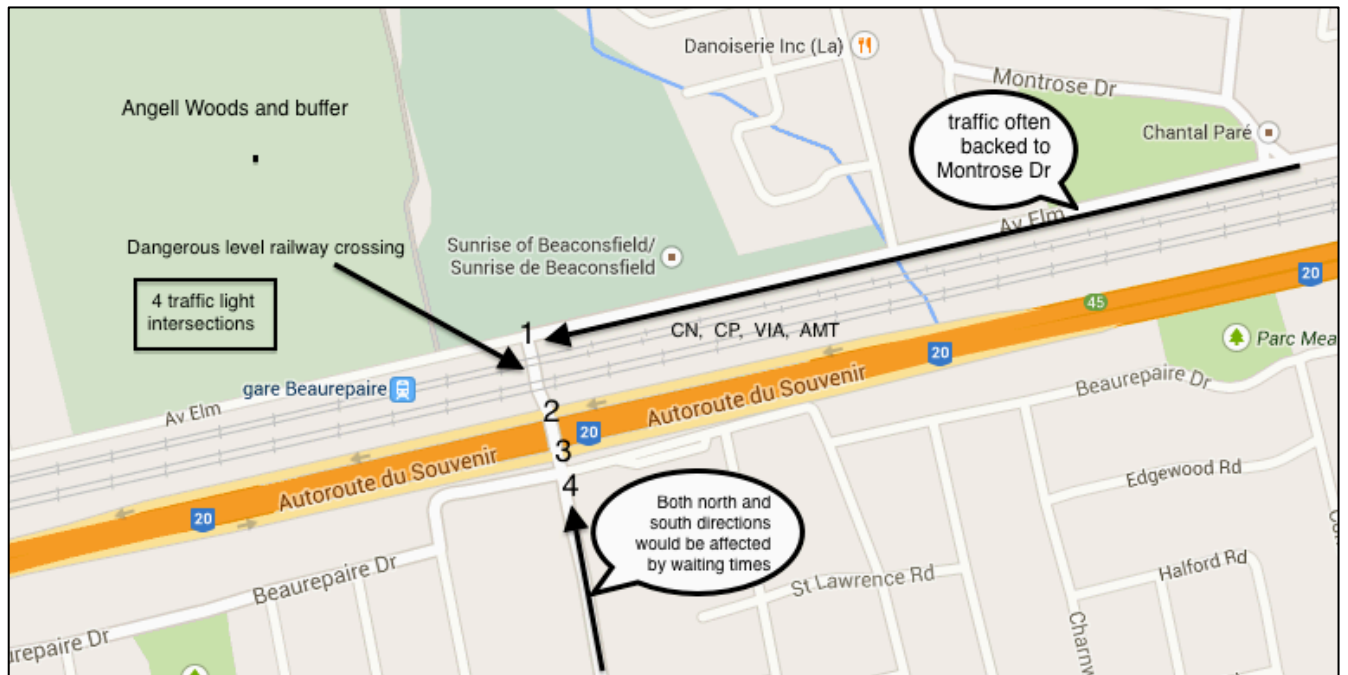 Danoiserie Inc (La)
Montrose Dr
Angell Woods and buffer
traffic often
backed to
Montrose Dr
Chantal Paré
Av Elm
Dangerous level railway crossing
Sunrise of Beaconsfield/
Sunrise de Beaconsfield
20
4 traffic light
intersections
45
1
CN, CP, VIA, AMT
Parc Mea
20
gare Beaurepaire
Beaurepaire Dr
Av Elm
2
Autoroute du Souvenir
20
3
Autoroute du Souvenir
4
Edgewood Rd
20
Both north and
south directions
would be affected
by waiting times
Beaurepaire Dr
St Lawrence Rd
Halford Rd
irepaire Dr
Charnw